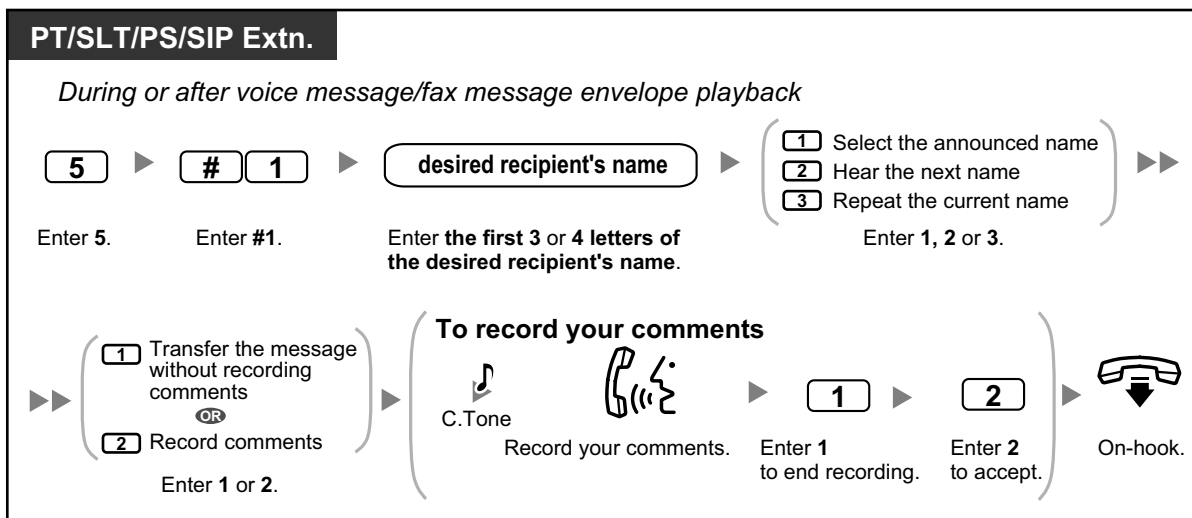 PT/SLT/PS/SIP Extn.
During or after voice message/fax message envelope playback
5
# 1
desired recipient's name
1 Select the announced name
2 Hear the next name
3 Repeat the current name
Enter 5.
Enter #1.
Enter the first 3 or 4 letters of
the desired recipient's name.
Enter 1, 2 or 3.
1 Transfer the message
without recording
comments
OR
2 Record comments
Enter 1 or 2.
To record your comments
C.Tone
Record your comments.
1
Enter 1
to end recording.
2
Enter 2
to accept.
On-hook.